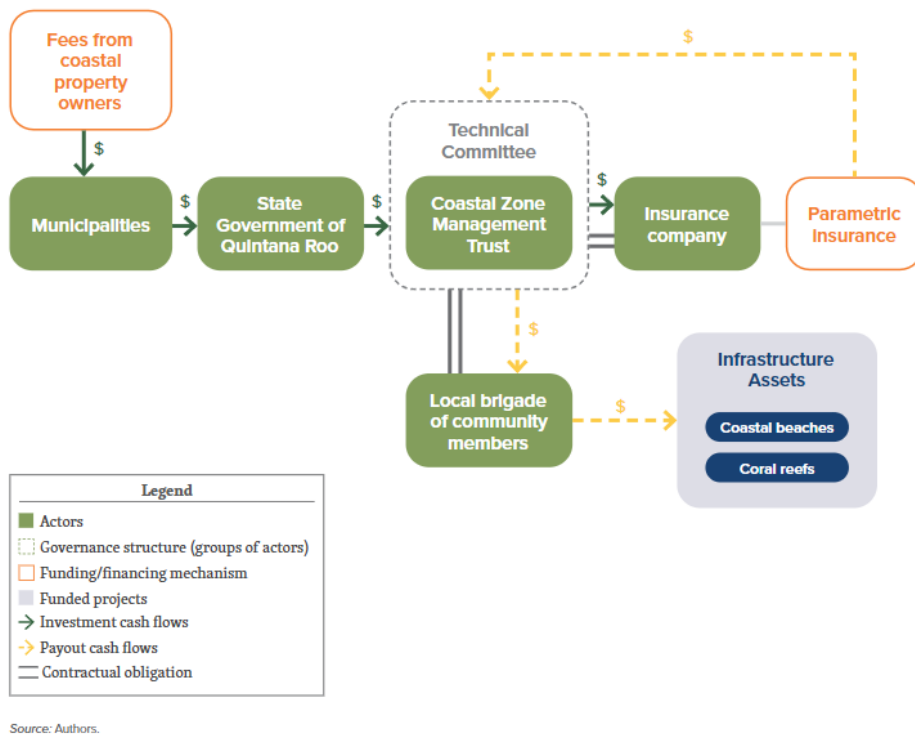 Fees from
coastal
property
owners
$
$
Municipalities
$
State
Government of
Quintana Roo
$
Technical
Committee
Coastal Zone
Management
Trust
$
Insurance
company
Parametric
Insurance
$
Local brigade
of community
members
$
Infrastructure
Assets
Coastal beaches
Coral reefs
Legend
Actors
Governance structure (groups of actors)
Funding/financing mechanism
Funded projects
Investment cash flows
Payout cash flows
Contractual obligation
Source: Authors.